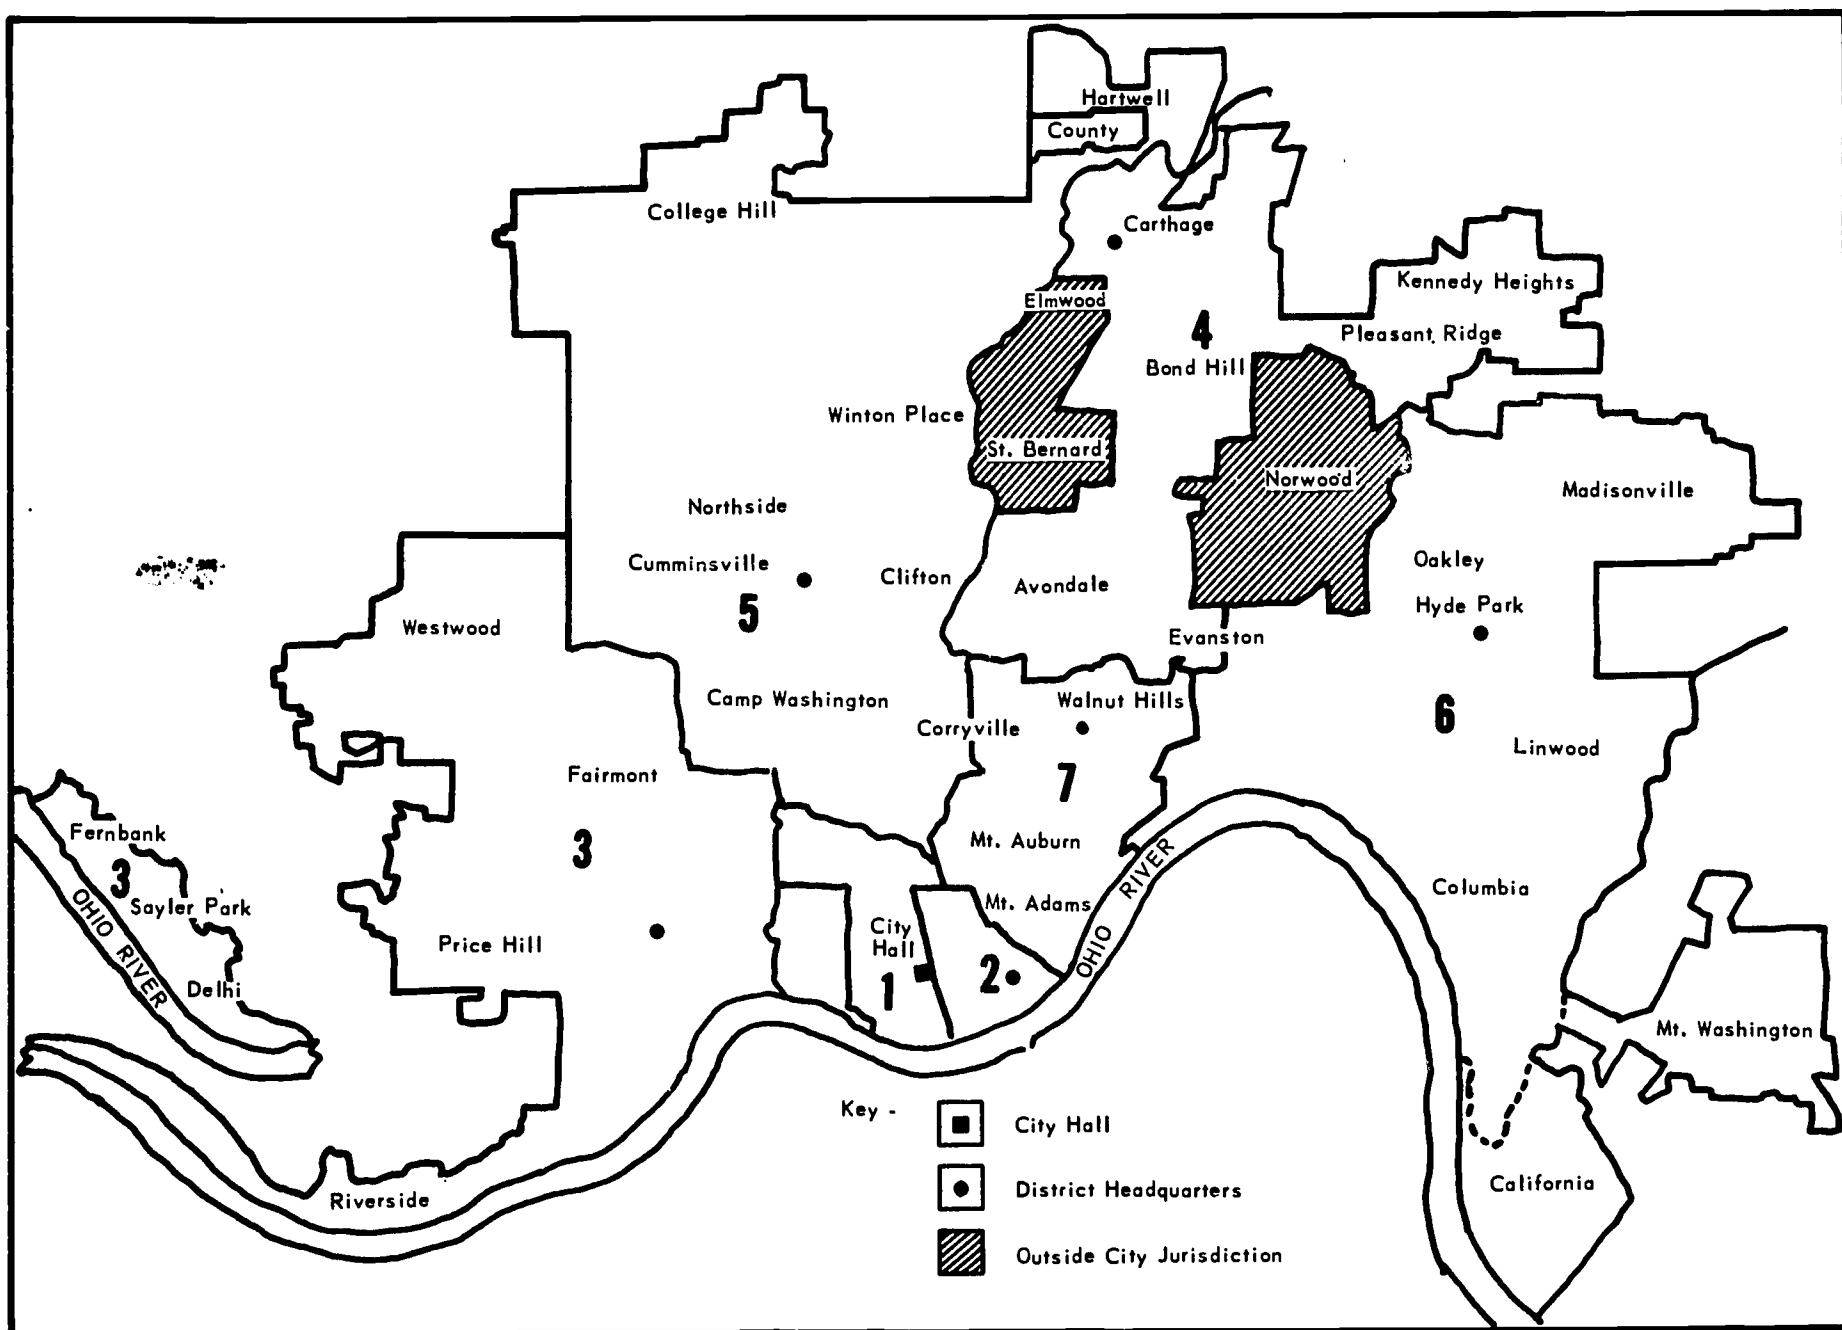 Hartwell
County
College Hill
Carthage
Kennedy Heights
Elmwood
4
Pleasant Ridge
Bond Hill
Winton Place
St. Bernard
Norwood
Madisonville
Northside
Cumminsville
Clifton
Avondale
Oakley
Hyde Park
5
Westwood
Evanston
Camp Washington
Walnut Hills
Corryville
6
Linwood
Fairmont
7
Fernbank
3
Mt. Auburn
OHIO RIVER
3
Sayler Park
Columbia
Mt. Adams
City
Hall
Price Hill
OHIO RIVER
Delhi
1
2
Mt. Washington
Key -
City Hall
District Headquarters
California
Riverside
Outside City Jurisdiction